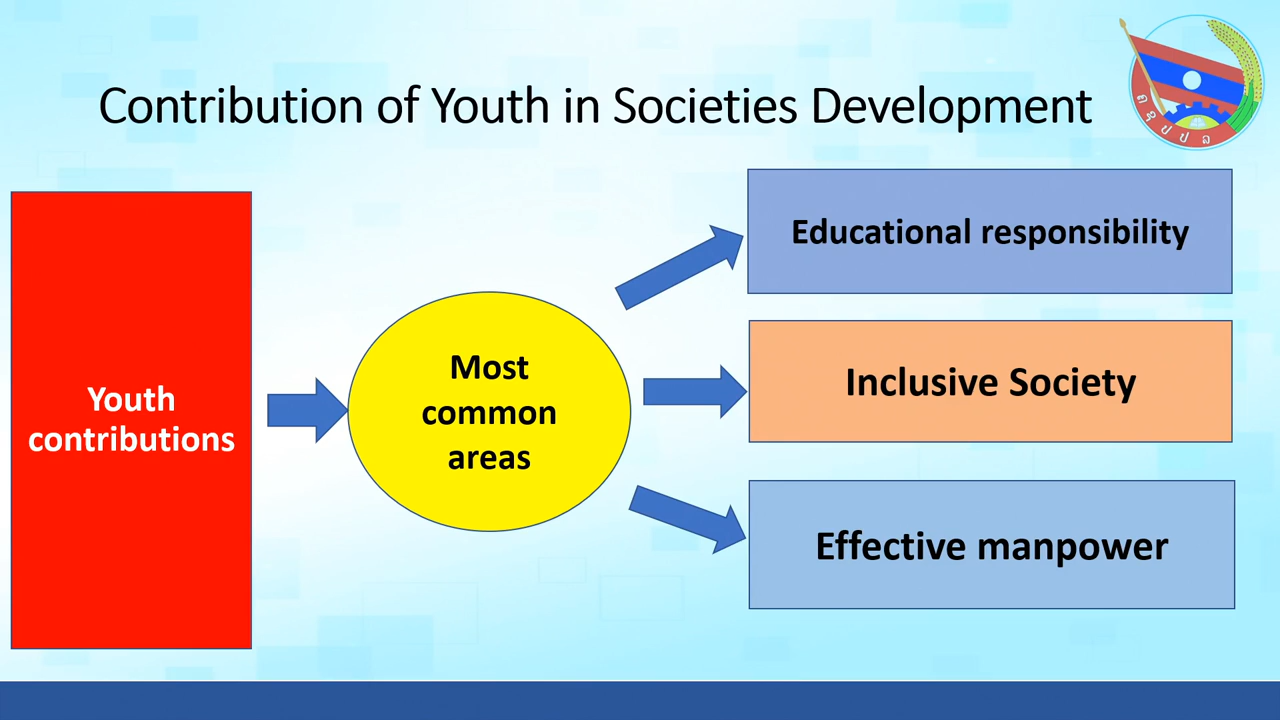 Contribution of Youth in Societies Development
Youth
contributions
Most
common
areas
Educational responsibility
Inclusive Society
Effective manpower